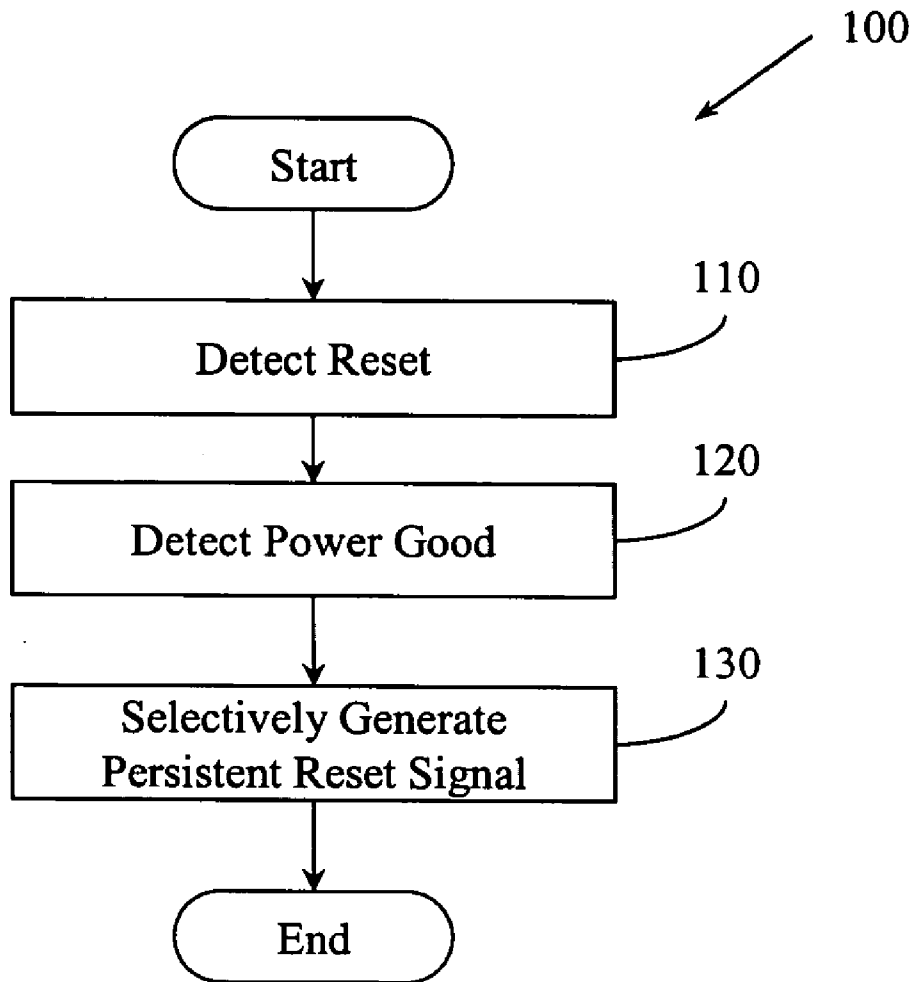 100
Start
110
Detect Reset
120
Detect Power Good
130
Selectively Generate
Persistent Reset Signal
End